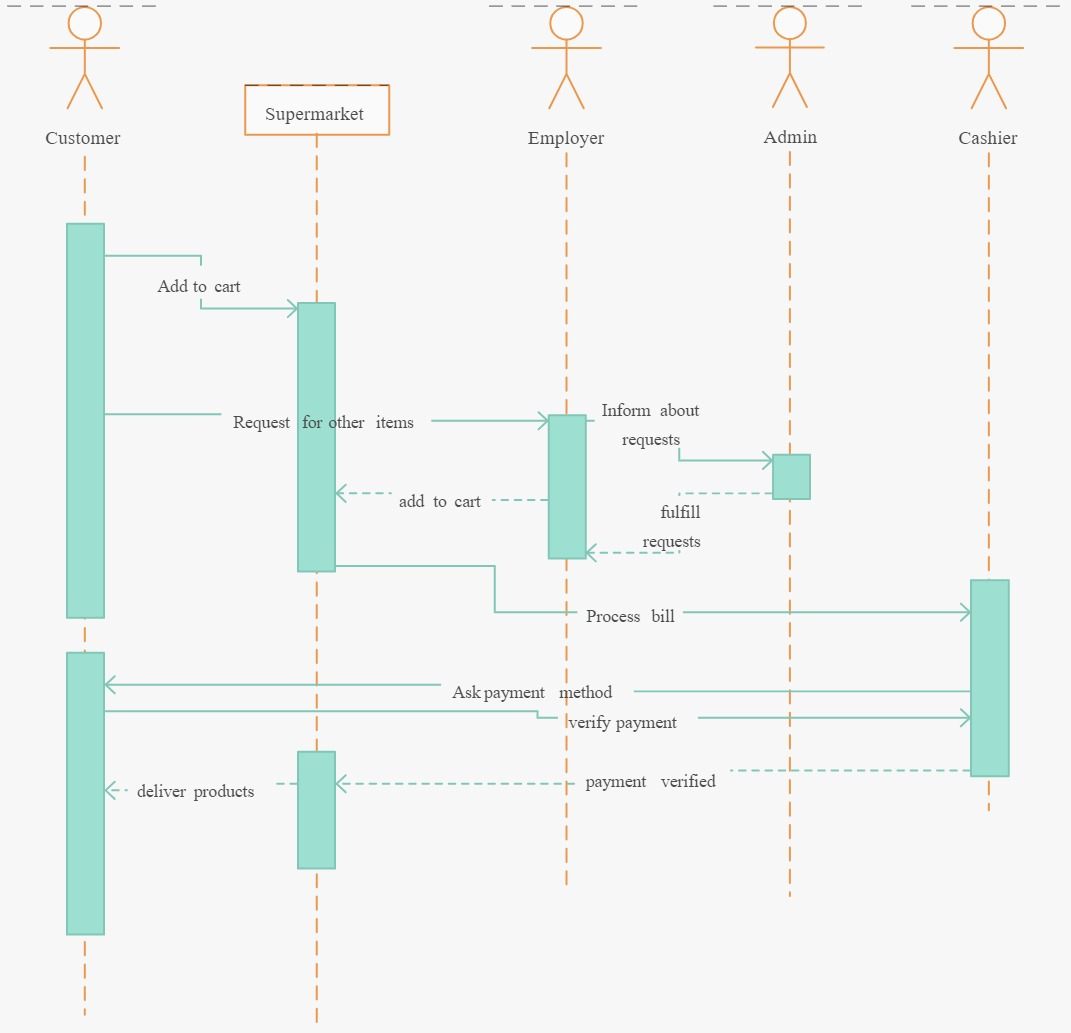 Supermarket
Customer
Employer
Admin
Cashier
Add to cart
Request for other items
Inform about
requests
add to cart
fulfill
requests
Process bill
Ask payment method
verify payment
payment verified
deliver products